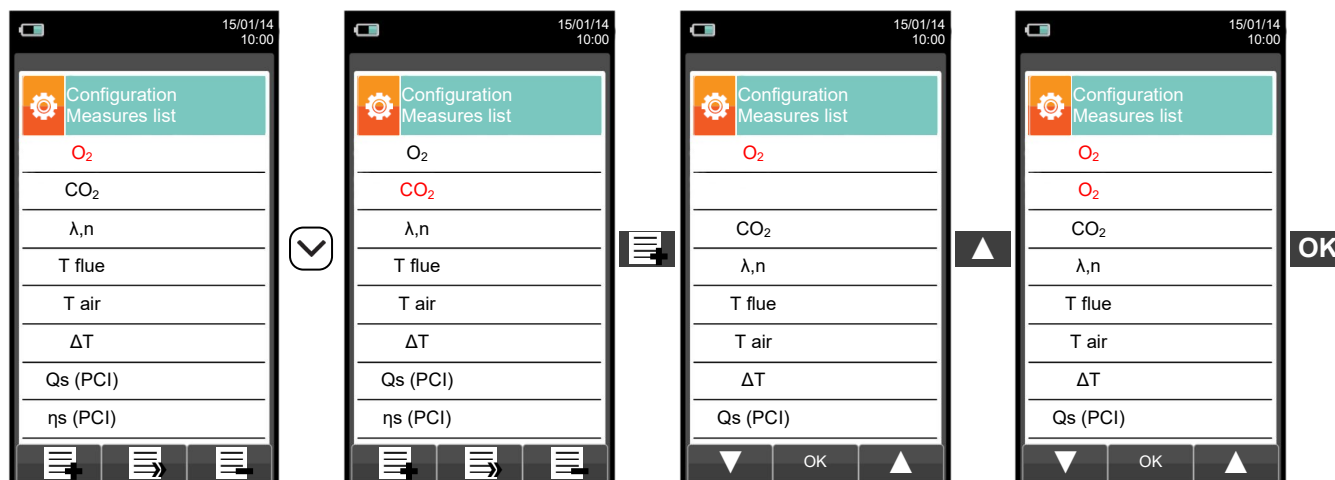 15/01/14
10:00
Configuration
Measures list
O₂
CO₂
λ,n
T flue
T air
ΔT
Qs (PCI)
ηs (PCI)
15/01/14
10:00
Configuration
Measures list
O₂
CO₂
λ,n
T flue
T air
ΔT
Qs (PCI)
ηs (PCI)
15/01/14
10:00
Configuration
Measures list
O₂
CO₂
λ,n
T flue
T air
ΔT
Qs (PCI)
OK
15/01/14
10:00
Configuration
Measures list
O₂
O₂
CO₂
λ,n
T flue
T air
ΔT
Qs (PCI)
OK
OK